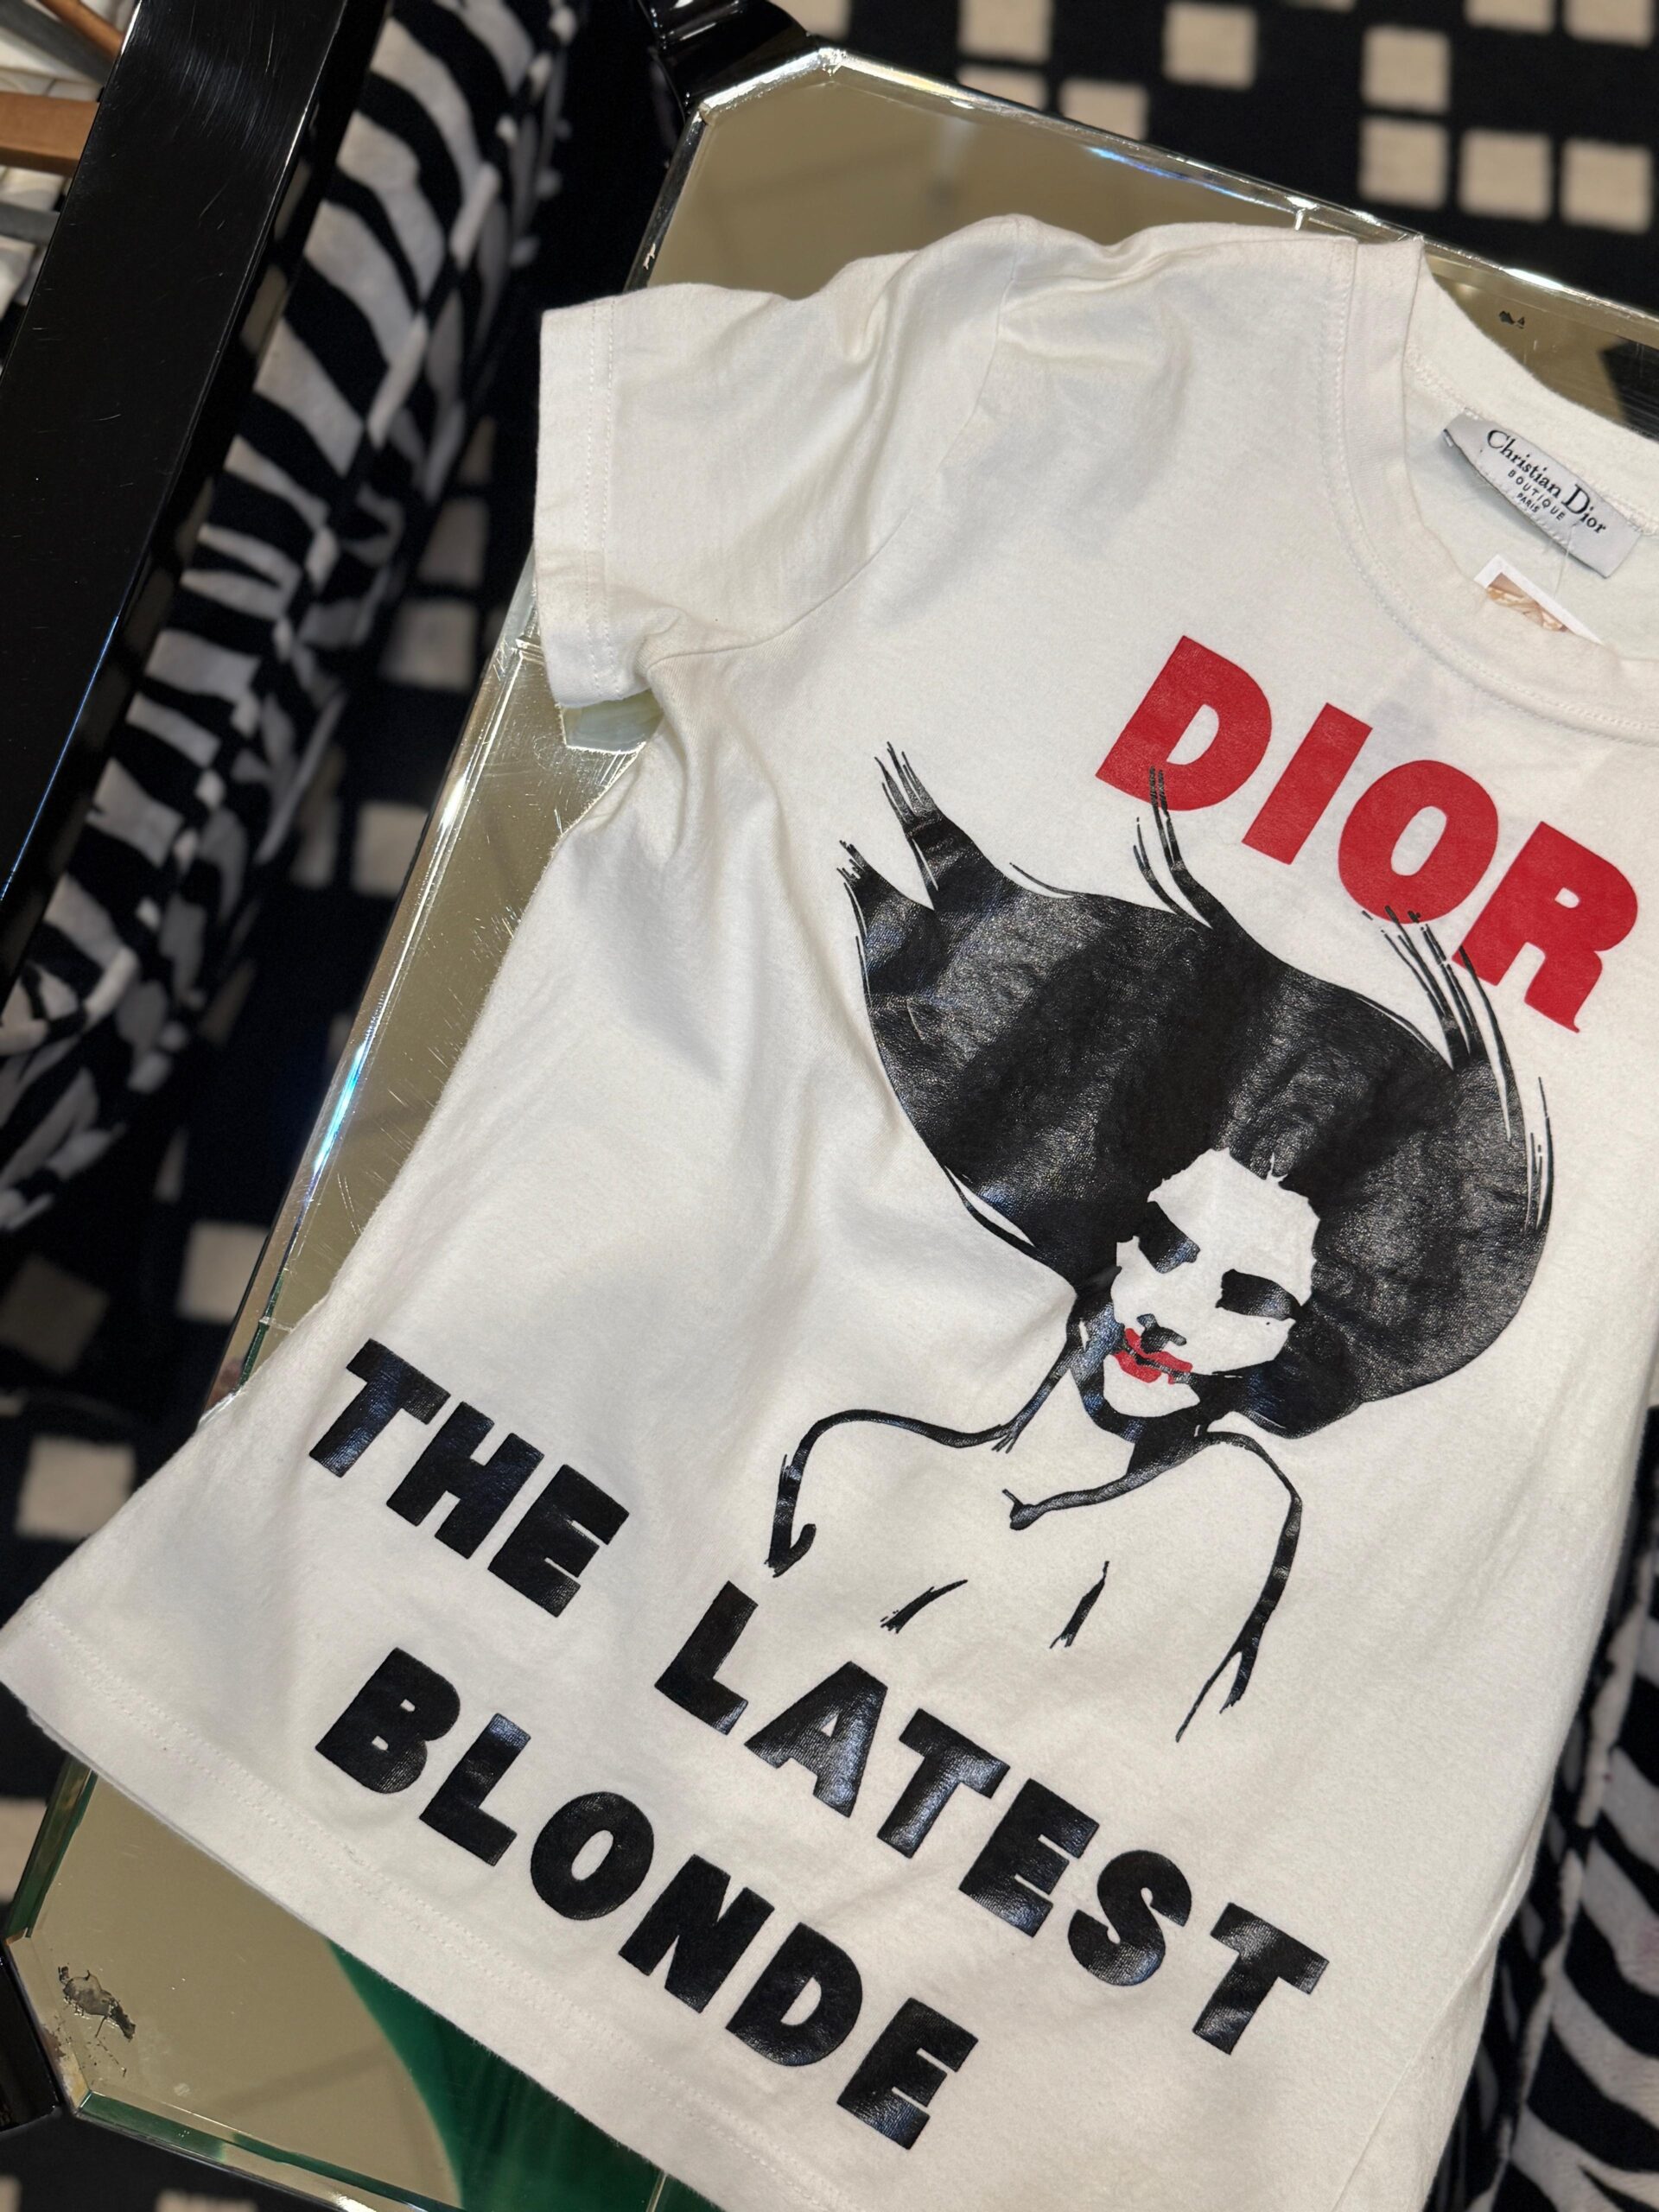 Christian Dior
BOUTIQUE
PARIS
DIOR
THE LATEST
BLONDE